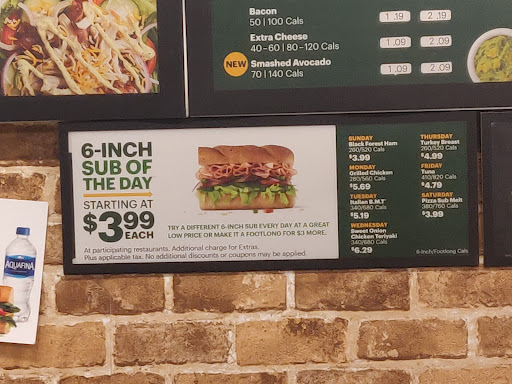 Bacon
50 | 100 Cals
1.19 2.19
Extra Cheese
40–60 | 80–120 Cals
1.09 2.09
NEW
Smashed Avocado
70 | 140 Cals
1.09 2.09
6-INCH
SUB OF
THE DAY
STARTING AT
$3.99
EACH
TRY A DIFFERENT 6-INCH SUB EVERY DAY AT A GREAT
LOW PRICE OR MAKE IT A FOOTLONG FOR $3 MORE.
At participating restaurants. Additional charge for Extras.
Plus applicable tax. No additional discounts or coupons may be applied.
SUNDAY
Black Forest Ham
260/520 Cals
$3.99
MONDAY
Grilled Chicken
280/560 Cals
$5.69
TUESDAY
Italian B.M.T
340/680 Cals
$5.19
WEDNESDAY
Sweet Onion
Chicken Teriyaki
340/680 Cals
$6.29
THURSDAY
Turkey Breast
260/520 Cals
$4.99
FRIDAY
Tuna
410/820 Cals
$4.79
SATURDAY
Pizza Sub Melt
380/760 Cals
$3.99
6-Inch/Footlong Cals
AQUAFINA